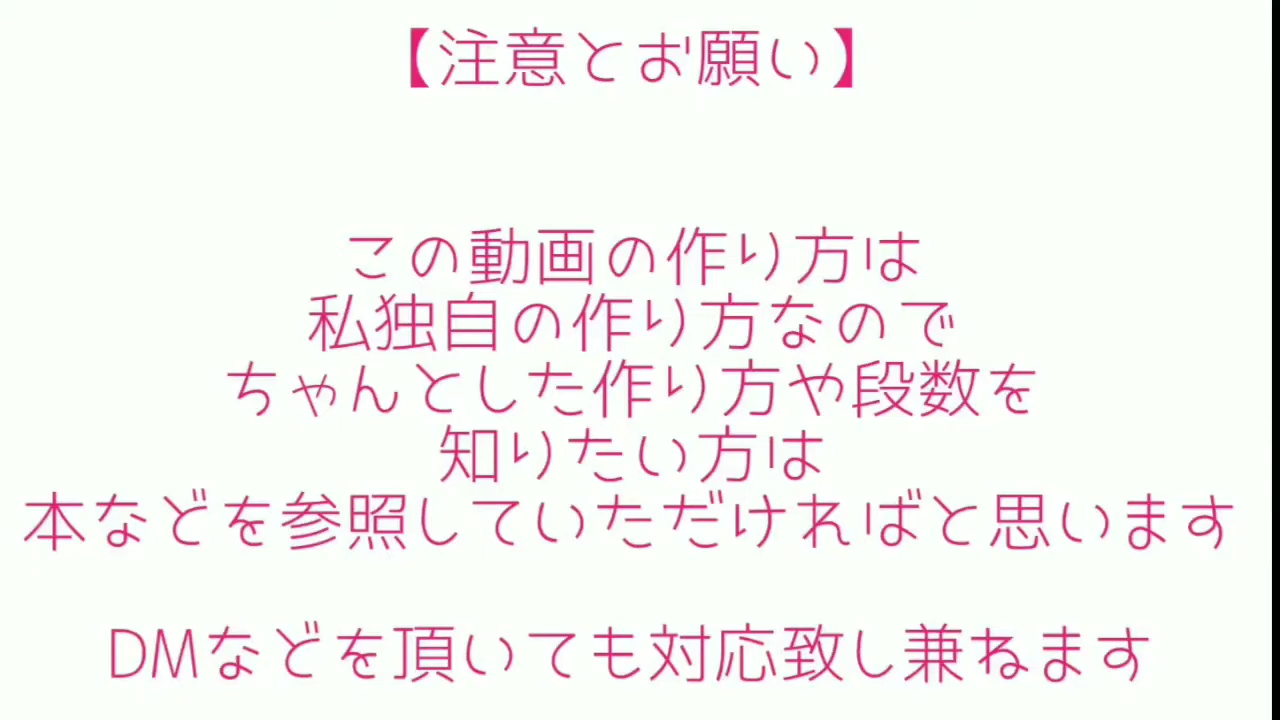 【注意とお願い】
この動画の作り方は
私独自の作り方なので
ちゃんとした作り方や段数を
知りたい方は
本などを参照していただければと思います
DMなどを頂いても対応致し兼ねます